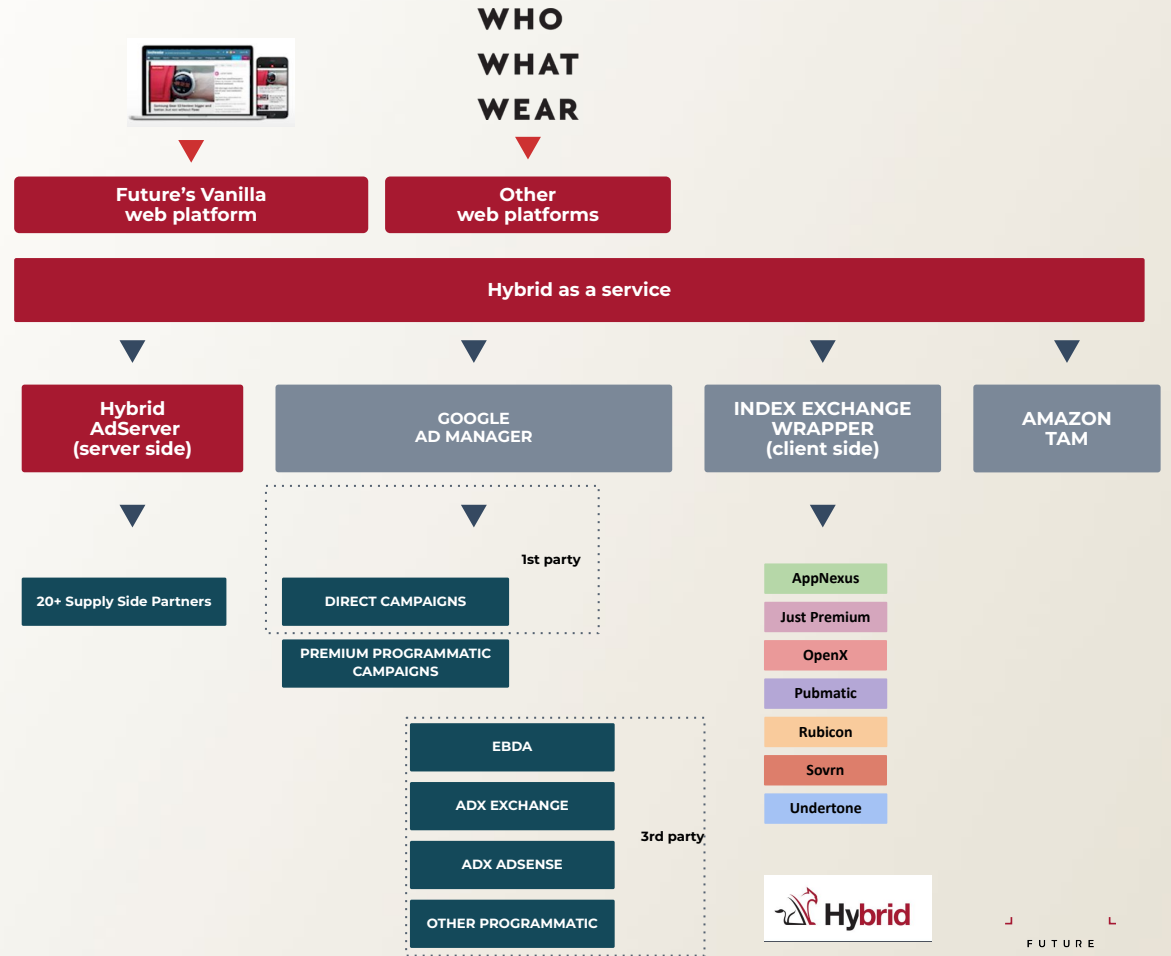 WHO
WHAT
WEAR
Future’s Vanilla
web platform
Other
web platforms
Hybrid as a service
Hybrid
AdServer
(server side)
GOOGLE
AD MANAGER
INDEX EXCHANGE
WRAPPER
(client side)
AMAZON
TAM
1st party
20+ Supply Side Partners
DIRECT CAMPAIGNS
PREMIUM PROGRAMMATIC
CAMPAIGNS
EBDA
ADX EXCHANGE
3rd party
ADX ADSENSE
OTHER PROGRAMMATIC
AppNexus
Just Premium
OpenX
Pubmatic
Rubicon
Sovrn
Undertone
Hybrid
FUTURE